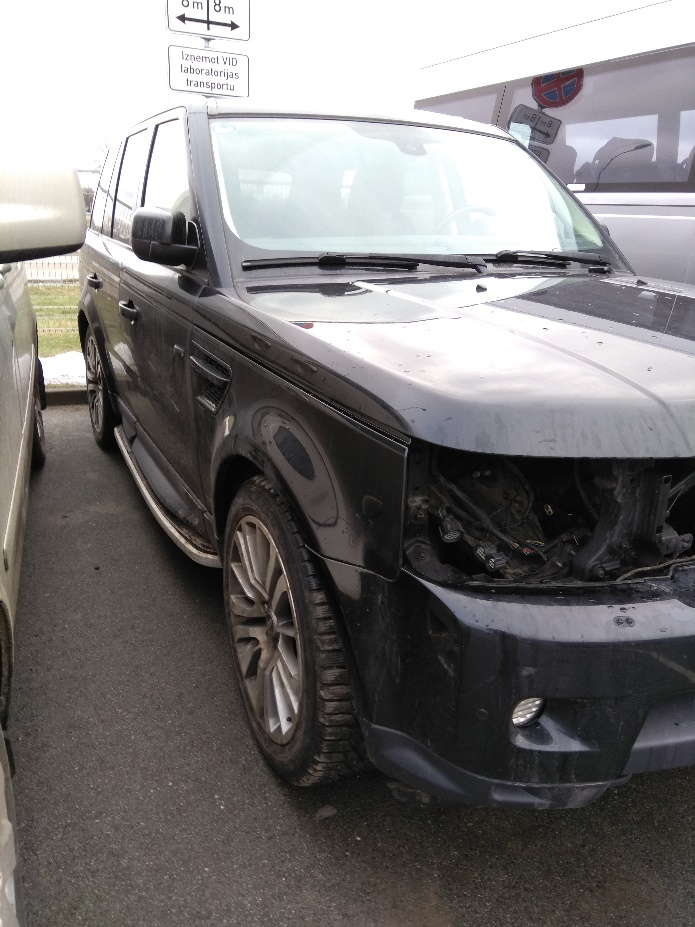 8m 8m
Izņemot VID
laboratorijas
transportu